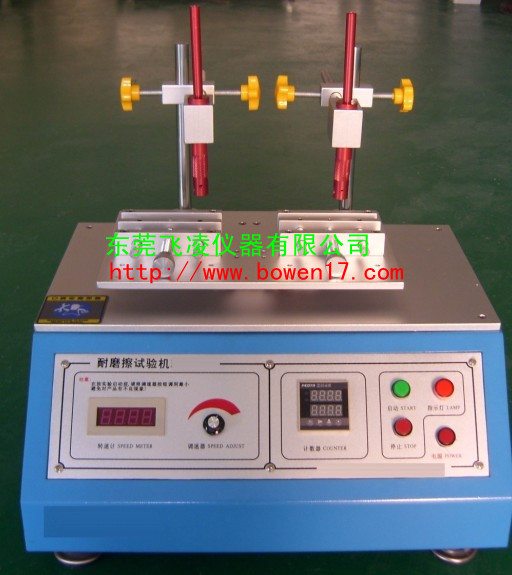 东莞飞凌仪器有限公司
http://www.bowen17.com
耐磨擦试验机
转速计 SPEED METER
调速器 SPEED ADJUST
计数器 COUNTER
启动 START
指示灯 LAMP
停止 STOP
电源 POWER